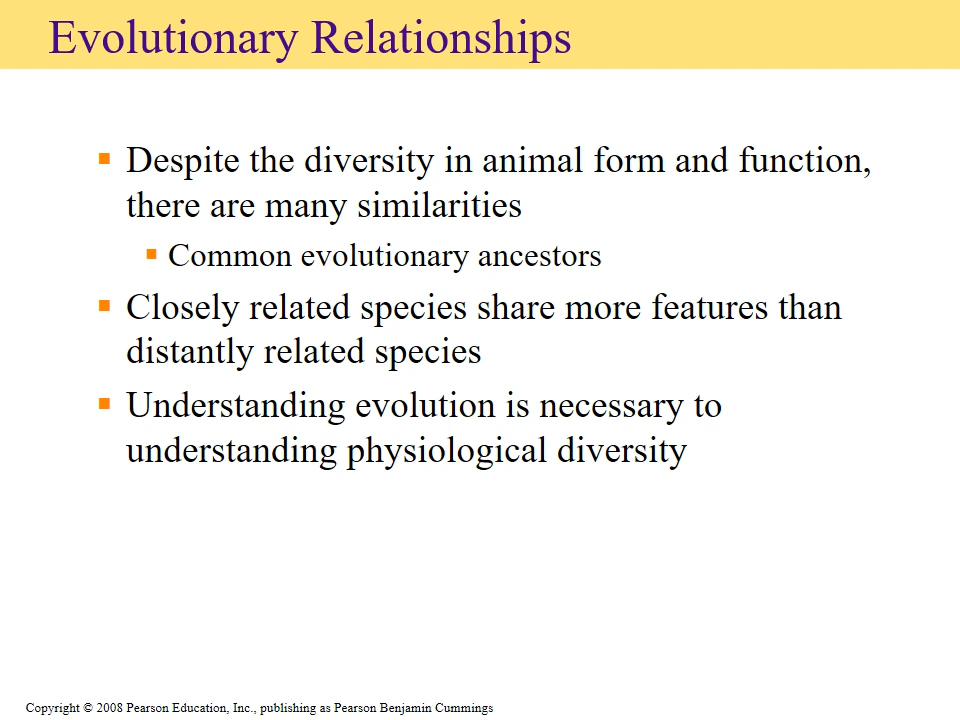 Evolutionary Relationships
▪ Despite the diversity in animal form and function,
there are many similarities
▪ Common evolutionary ancestors
▪ Closely related species share more features than
distantly related species
▪ Understanding evolution is necessary to
understanding physiological diversity
Copyright © 2008 Pearson Education, Inc., publishing as Pearson Benjamin Cummings